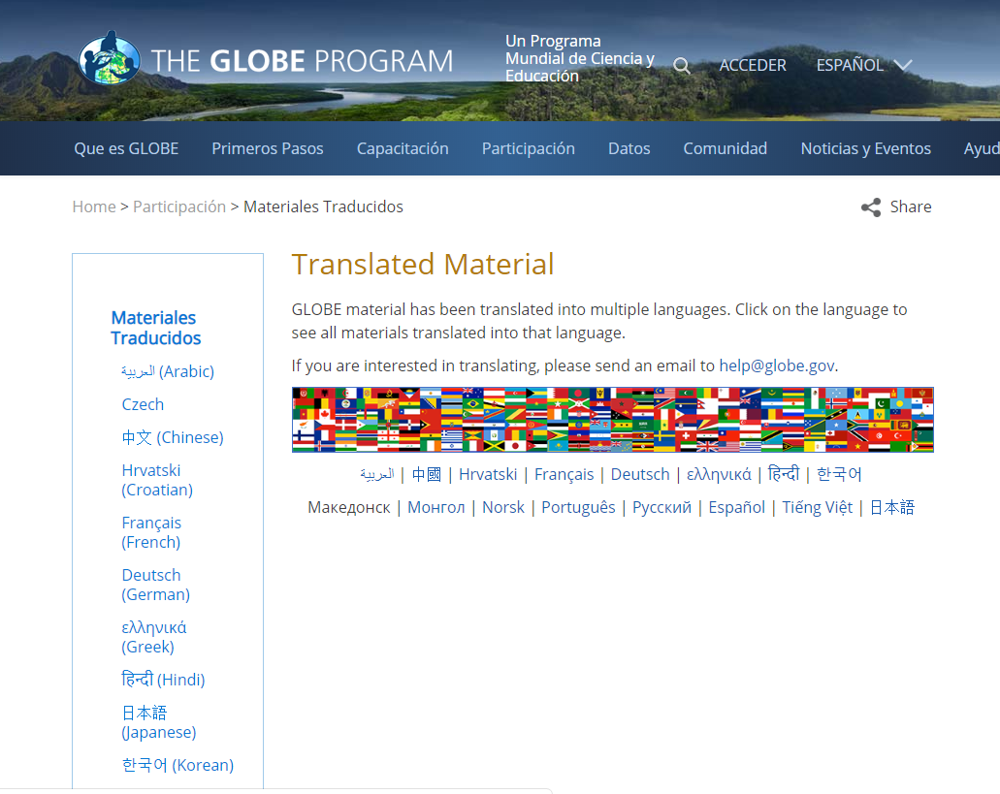 THE GLOBE PROGRAM
Un Programa
Mundial de Ciencia y
Educación
ACCEDER
ESPAÑOL
Que es GLOBE
Primeros Pasos
Capacitación
Participación
Datos
Comunidad
Noticias y Eventos
Ayud
Home > Participación > Materiales Traducidos
Share
Materiales
Traducidos
العربية (Arabic)
Czech
中文 (Chinese)
Hrvatski
(Croatian)
Français
(French)
Deutsch
(German)
ελληνικά
(Greek)
हिन्दी (Hindi)
日本語
(Japanese)
한국어 (Korean)
Translated Material
GLOBE material has been translated into multiple languages. Click on the language to
see all materials translated into that language.
If you are interested in translating, please send an email to help@globe.gov.
العربية | 中國 | Hrvatski | Français | Deutsch | ελληνικά | हिन्दी | 한국어
Македонск | Монгол | Norsk | Português | Русский | Español | Tiếng Việt | 日本語